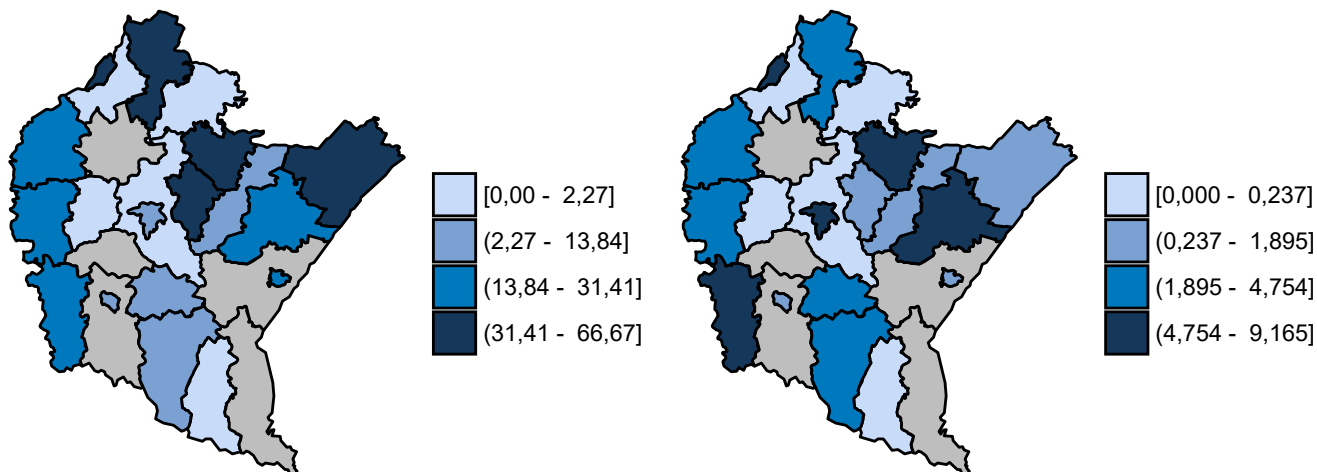 [0,00 - 2,27]
(2,27 - 13,84]
(13,84 - 31,41]
(31,41 - 66,67]
[0,000 - 0,237]
(0,237 - 1,895]
(1,895 - 4,754]
(4,754 - 9,165]